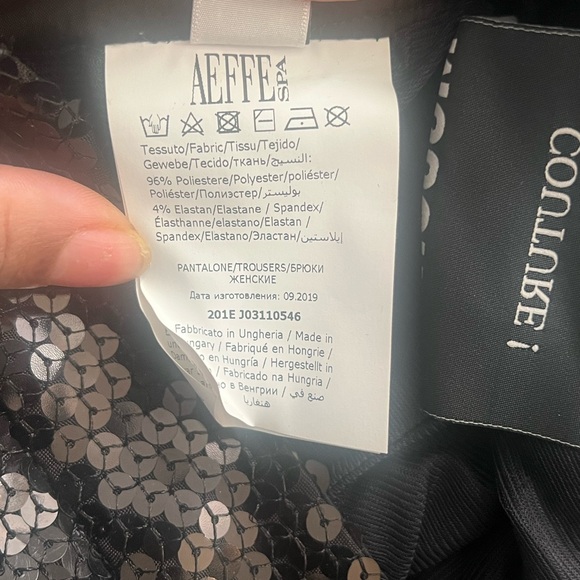 AEFFE SPA
Tessuto/Fabric/Tissu/Tejido/
Gewebe/Tecido/ткань/النسيج:
96% Poliestere/Polyester/poliéster/
Poliéster/Полиэстер/بوليستر
4% Elastan/Elastane / Spandex/
Élasthanne/elastano/Elastan /
Spandex/Elastano/Эластан/إيلاستين
PANTALONE/TROUSERS/БРЮКИ
ЖЕНСКИЕ
Дата изготовления: 09.2019
201E J03110546
Fabbricato in Ungheria / Made in
ngary / Fabriqué en Hongrie /
en Hungría / Hergestellt in
/ Fabricado na Hungria /
о в Венгрии / صنع في
هنغاريا
COUTURE!